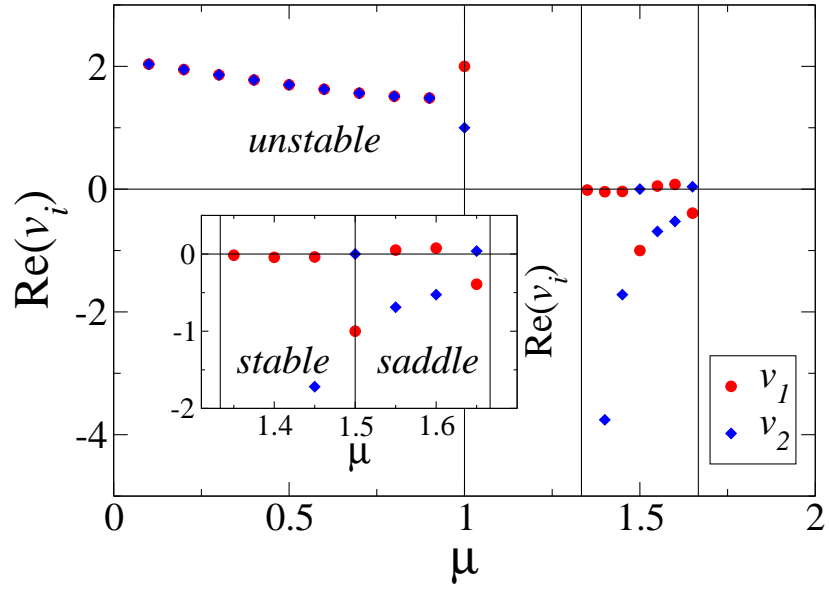 2
0
-2
-4
Re(v_i)
unstable
0
-1
-2
stable
saddle
1.4
1.5
1.6
μ
Re(v_i)
v_1
v_2
0
0.5
1
1.5
2
μ